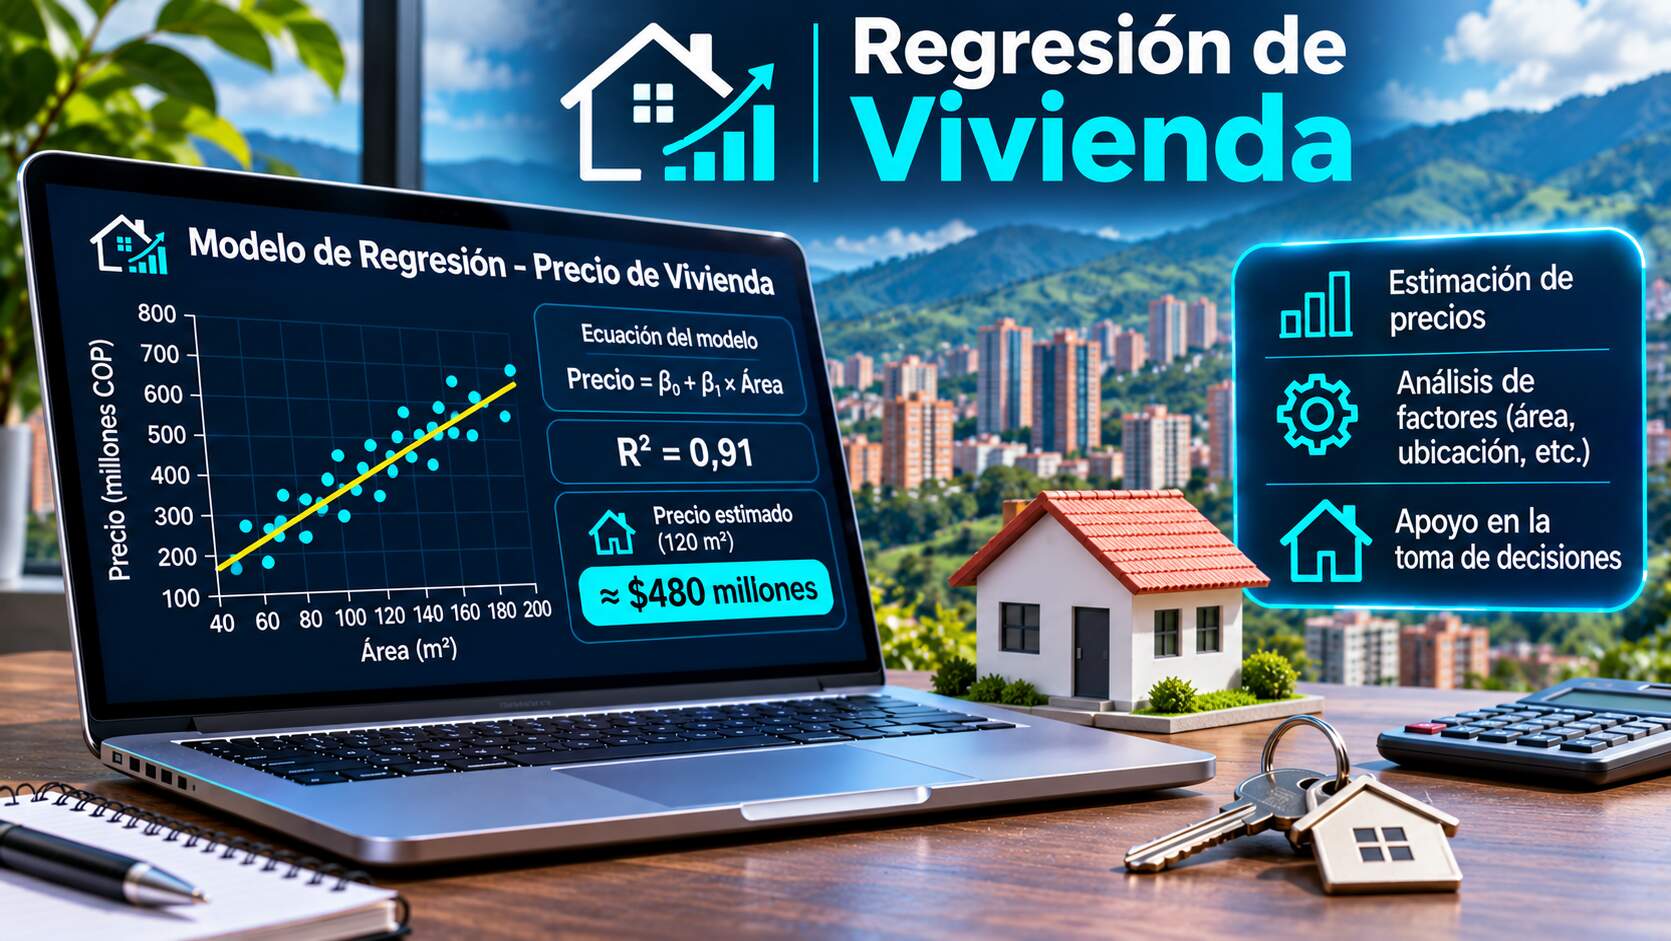 Regresión de
Vivienda
Modelo de Regresión - Precio de Vivienda
800
700
600
500
400
300
200
100
Precio (millones COP)
40 60 80 100 120 140 160 180 200
Área (m²)
Ecuación del modelo
Precio = β₀ + β₁ × Área
R² = 0,91
Precio estimado
(120 m²)
≈ $480 millones
Estimación de
precios
Análisis de
factores (área,
ubicación, etc.)
Apoyo en la
toma de decisiones